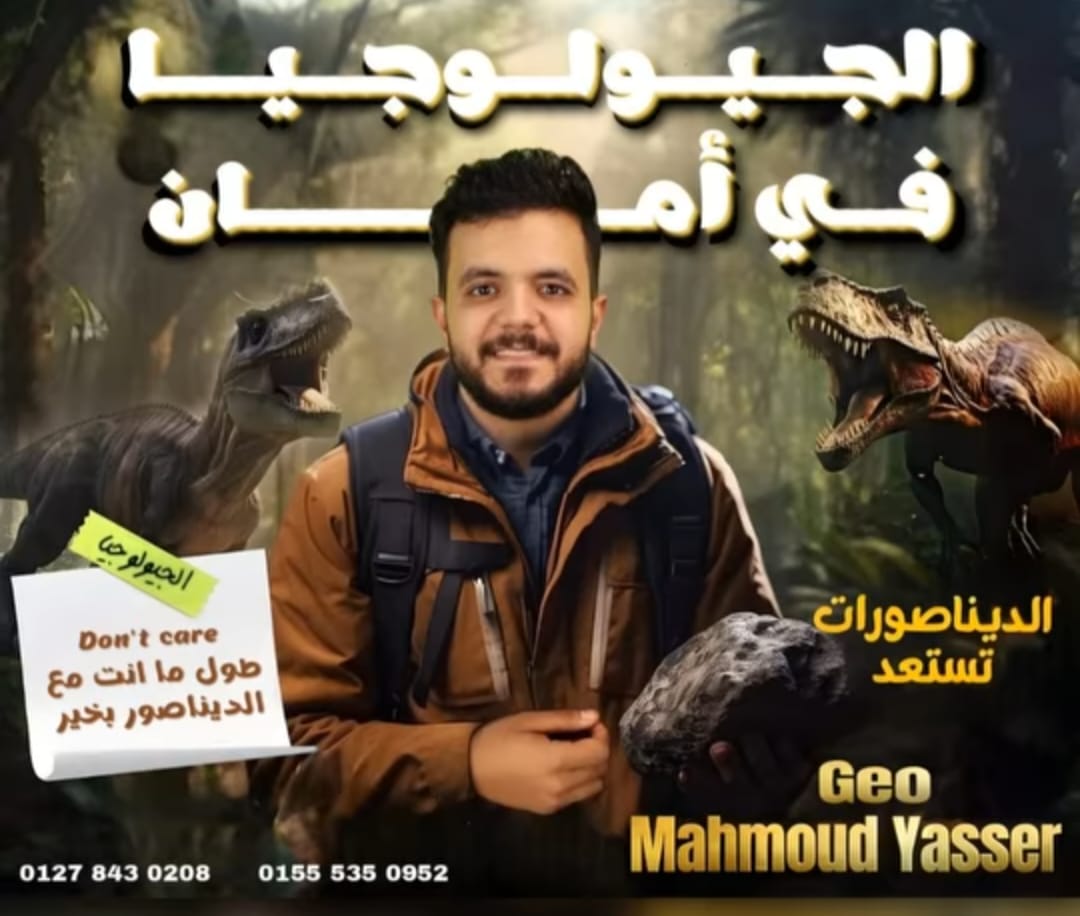 الجيولوجيا
في أمان
الجيولوجيا
Don't care
طول ما انت مع
الديناصور بخير
الديناصورات
تستعد
Geo
Mahmoud Yasser
0127 843 0208 0155 535 0952